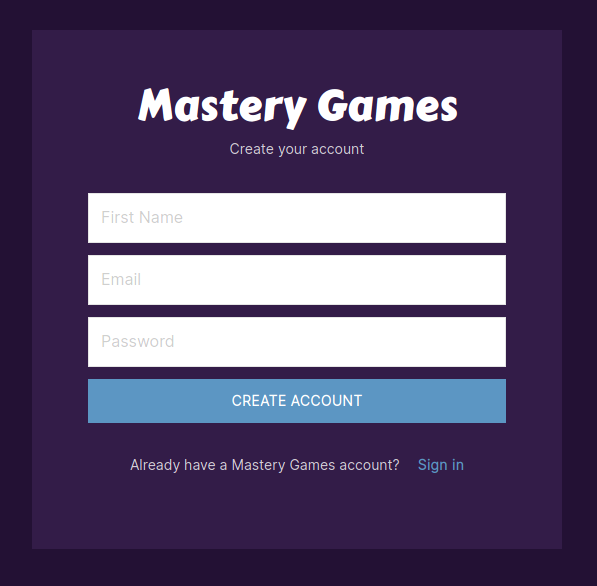 Mastery Games
Create your account
First Name
Email
Password
CREATE ACCOUNT
Already have a Mastery Games account? Sign in